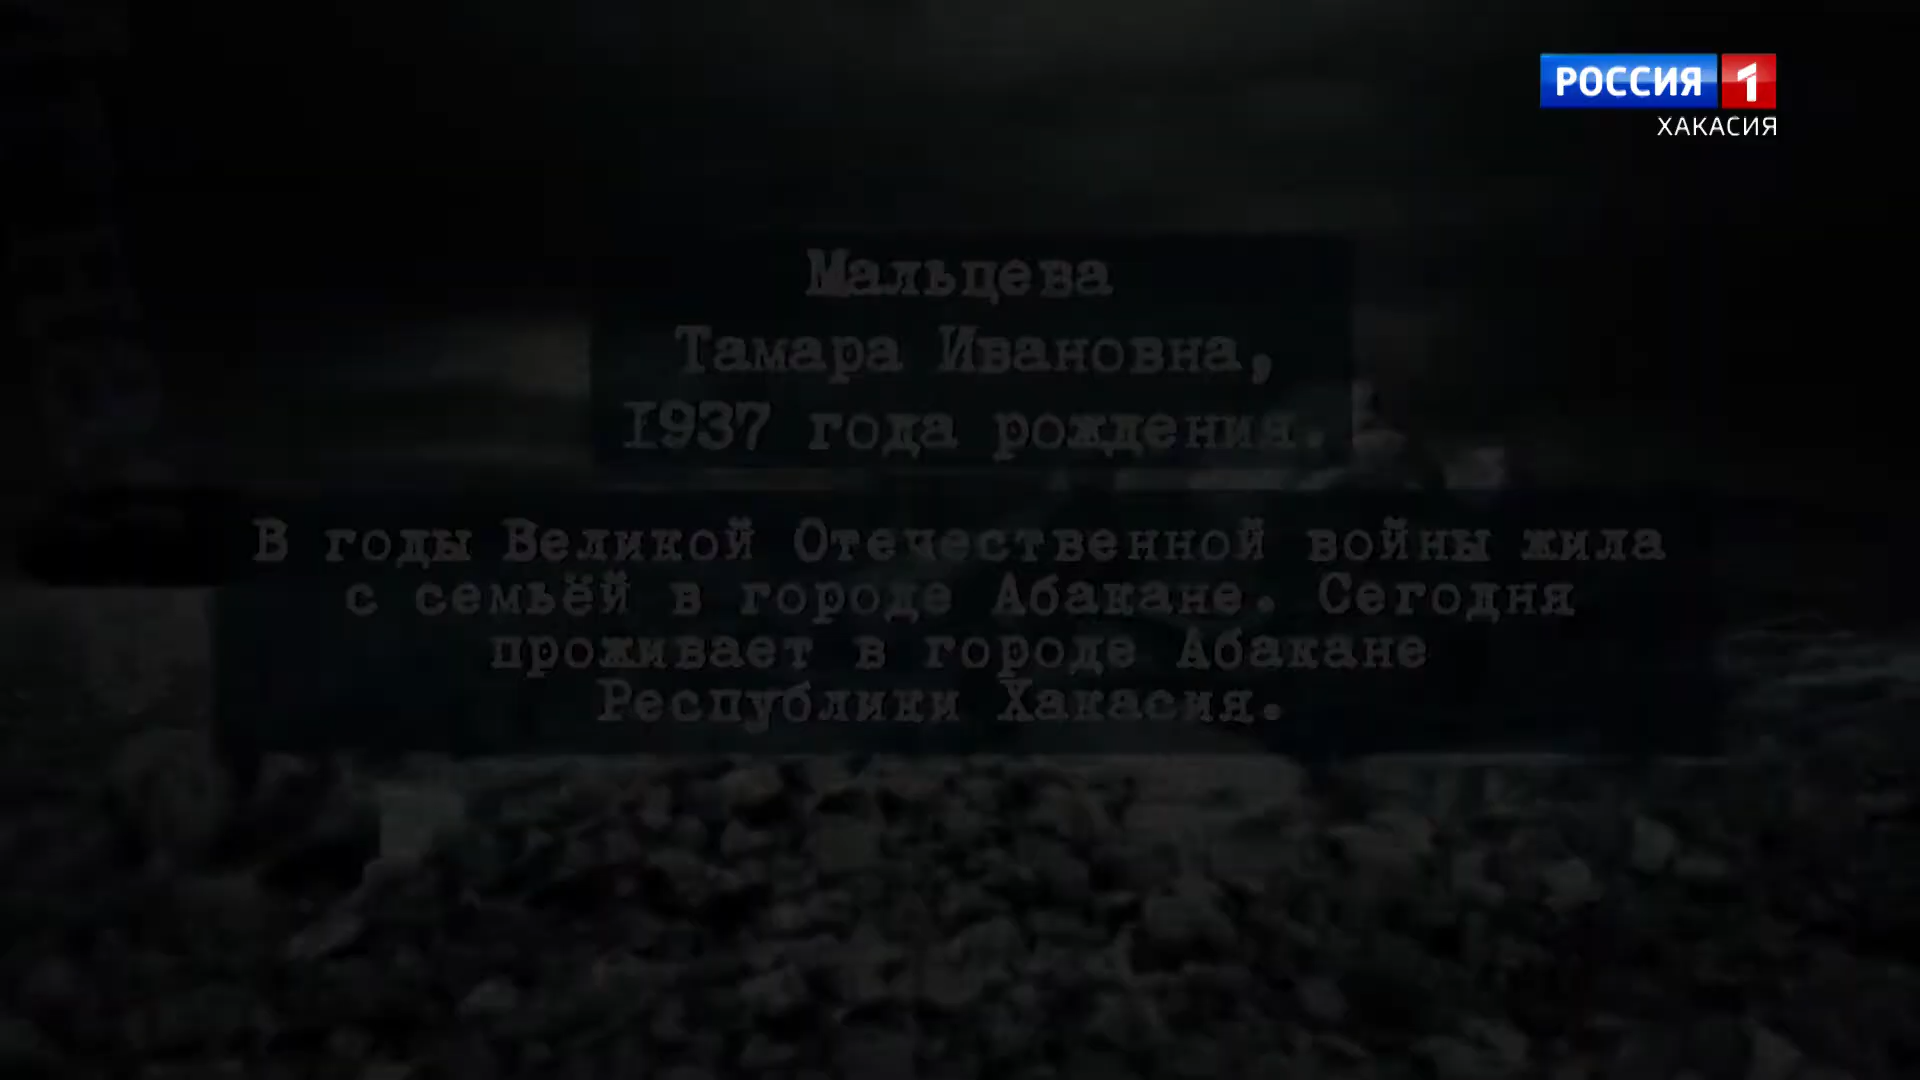 РОССИЯ 1
ХАКАСИЯ
Мальцева
Тамара Ивановна,
1937 года рождения.
В годы Великой Отечественной войны жила
с семьёй в городе Абакане. Сегодня
проживает в городе Абакане
Республики Хакасия.